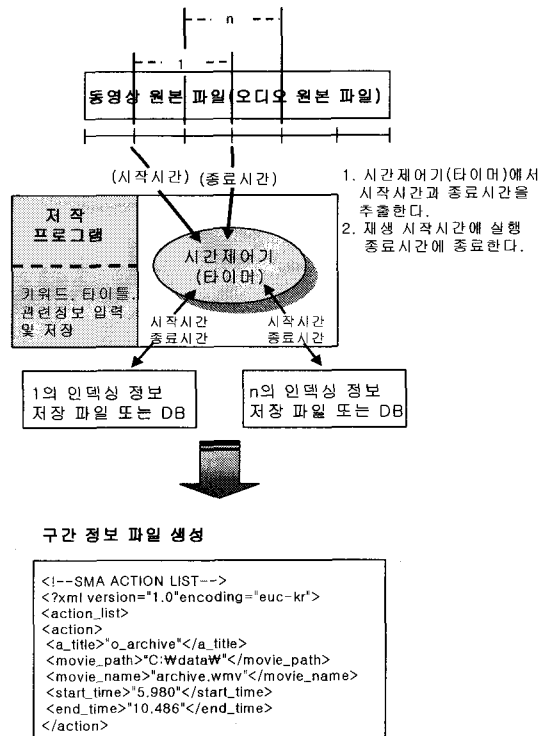 n
1
동영상 원본 파일(오디오 원본 파일)
(시작시간) (종료시간)
1. 시간제어기(타이머)에서
시작시간과 종료시간을
추출한다.
2. 재생 시작시간에 실행
종료시간에 종료한다.
저 작
프로그램
시간제어기
(타이머)
키워드, 타이틀,
관련정보 입력
및 저장
시작시간
종료시간
시작시간
종료시간
1의 인덱싱 정보
저장 파일 또는 DB
n의 인덱싱 정보
저장 파일 또는 DB
구간 정보 파일 생성
<!--SMA ACTION LIST-->
<?xml version="1.0"encoding="euc-kr">
<action_list>
<action>
<a_title>"o_archive"</a_title>
<movie_path>"C:₩data₩"</movie_path>
<movie_name>"archive.wmv"</movie_name>
<start_time>"5.980"</start_time>
<end_time>"10.486"</end_time>
</action>